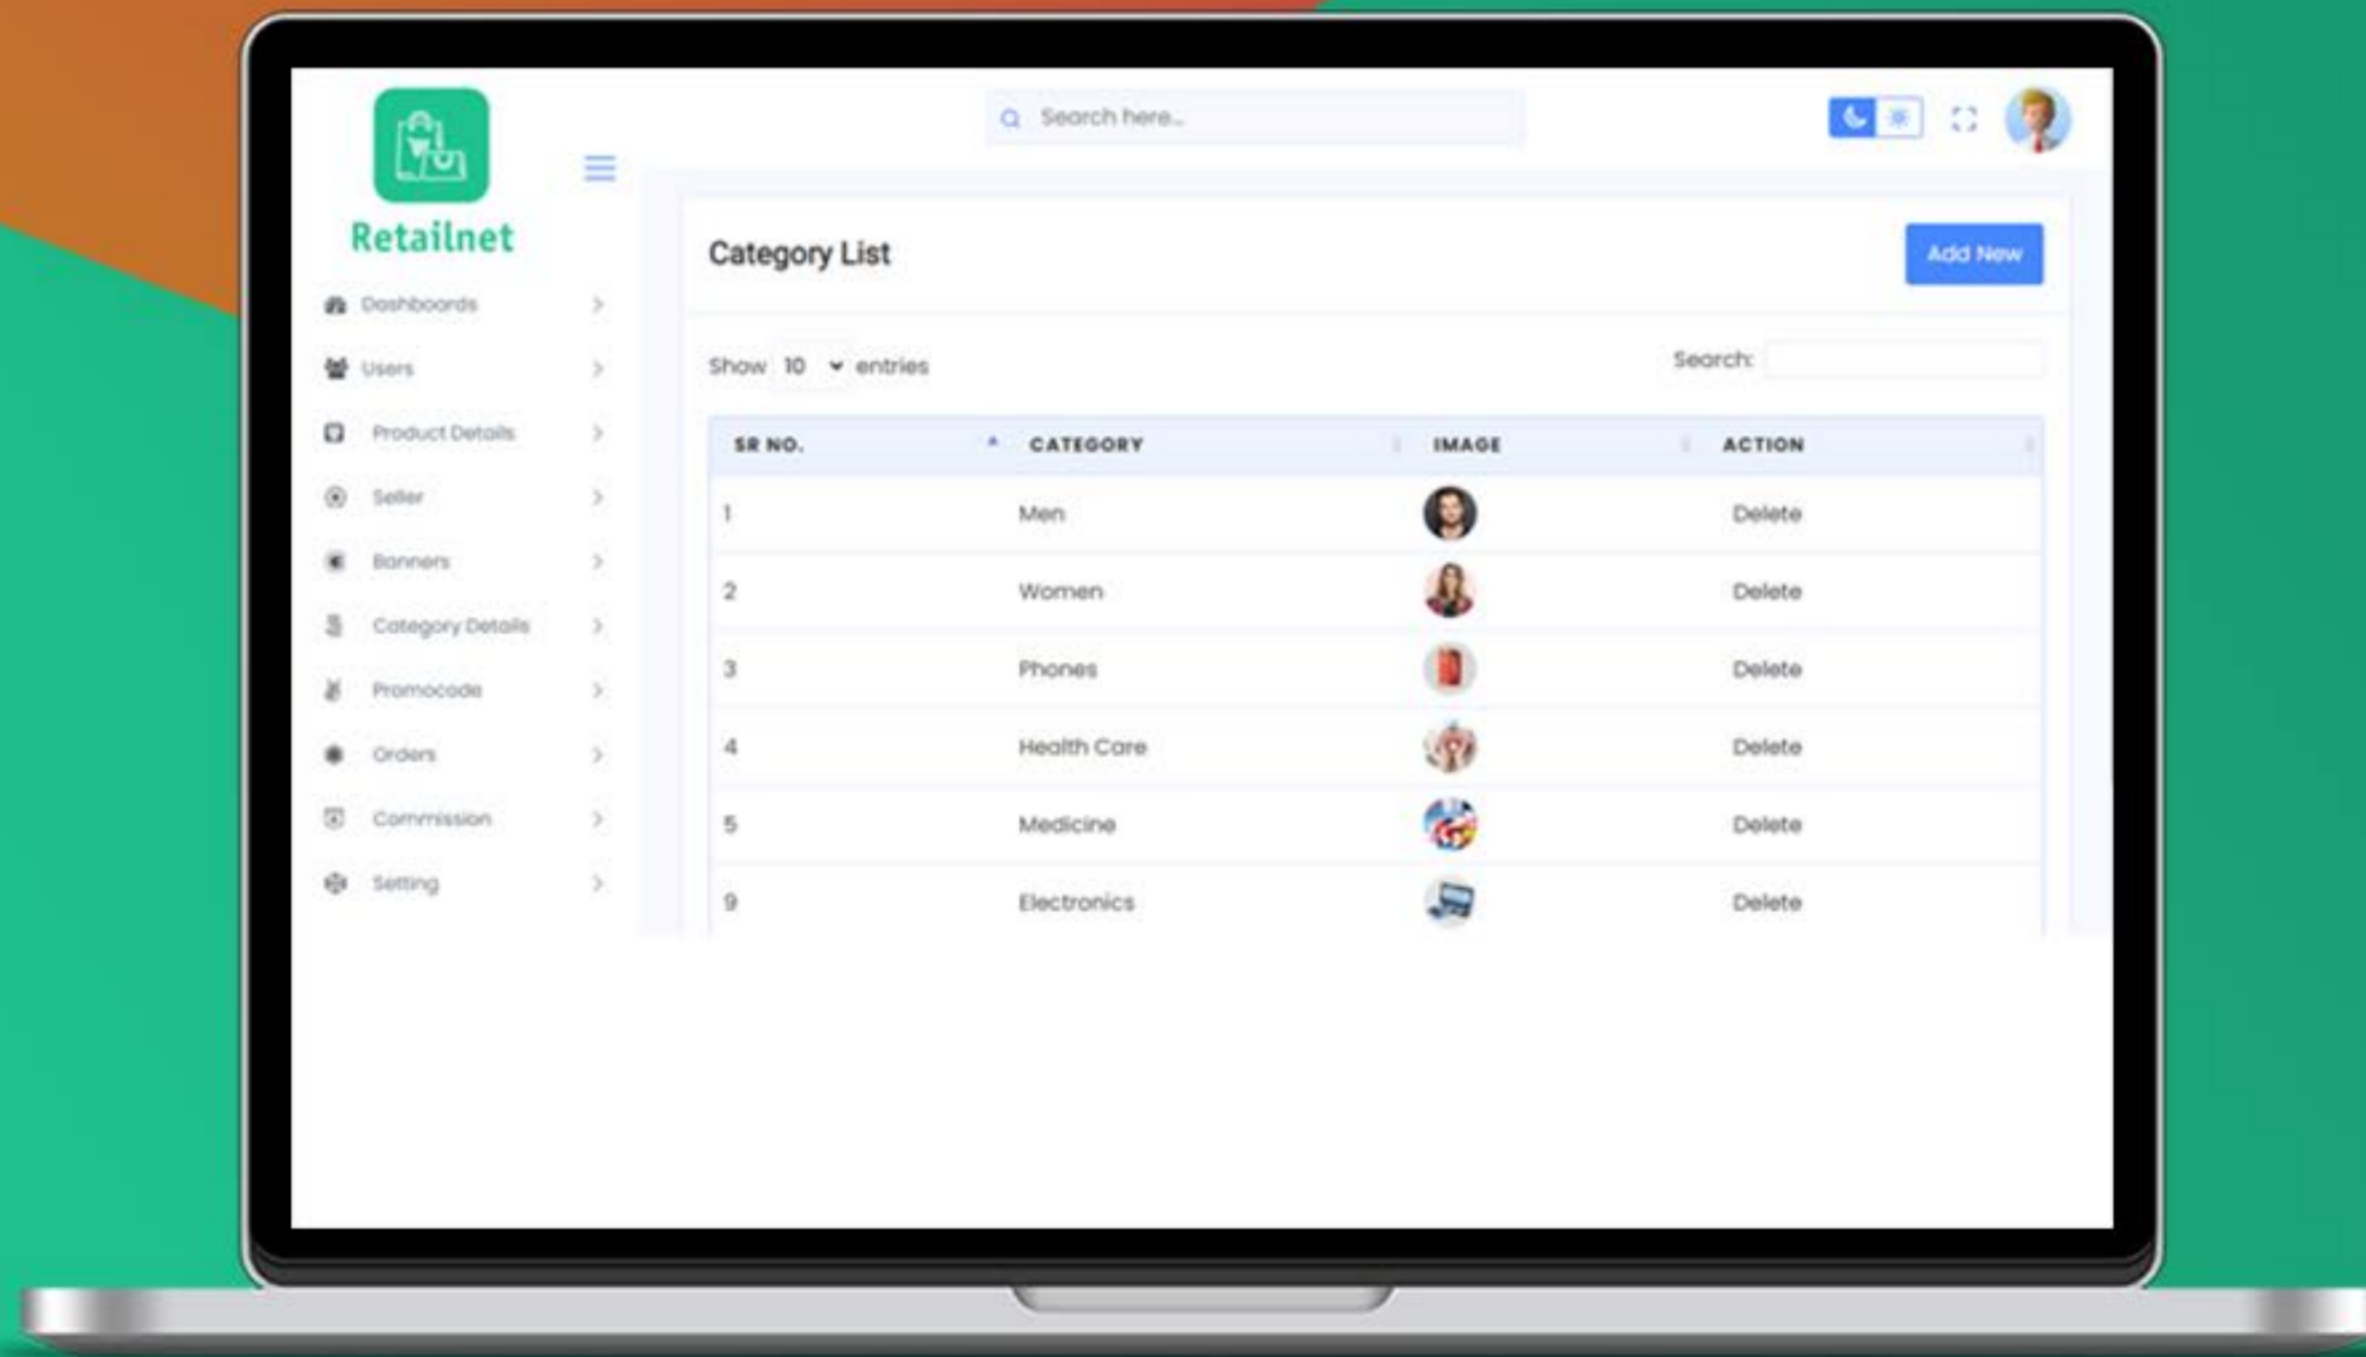 Retailnet
Search here...
Dashboards
Users
Product Details
Seller
Banners
Category Details
Promocode
Orders
Commission
Setting
Category List
Add New
Show 10 entries
Search:
SR NO. CATEGORY IMAGE ACTION
1 Men Delete
2 Women Delete
3 Phones Delete
4 Health Care Delete
5 Medicine Delete
9 Electronics Delete